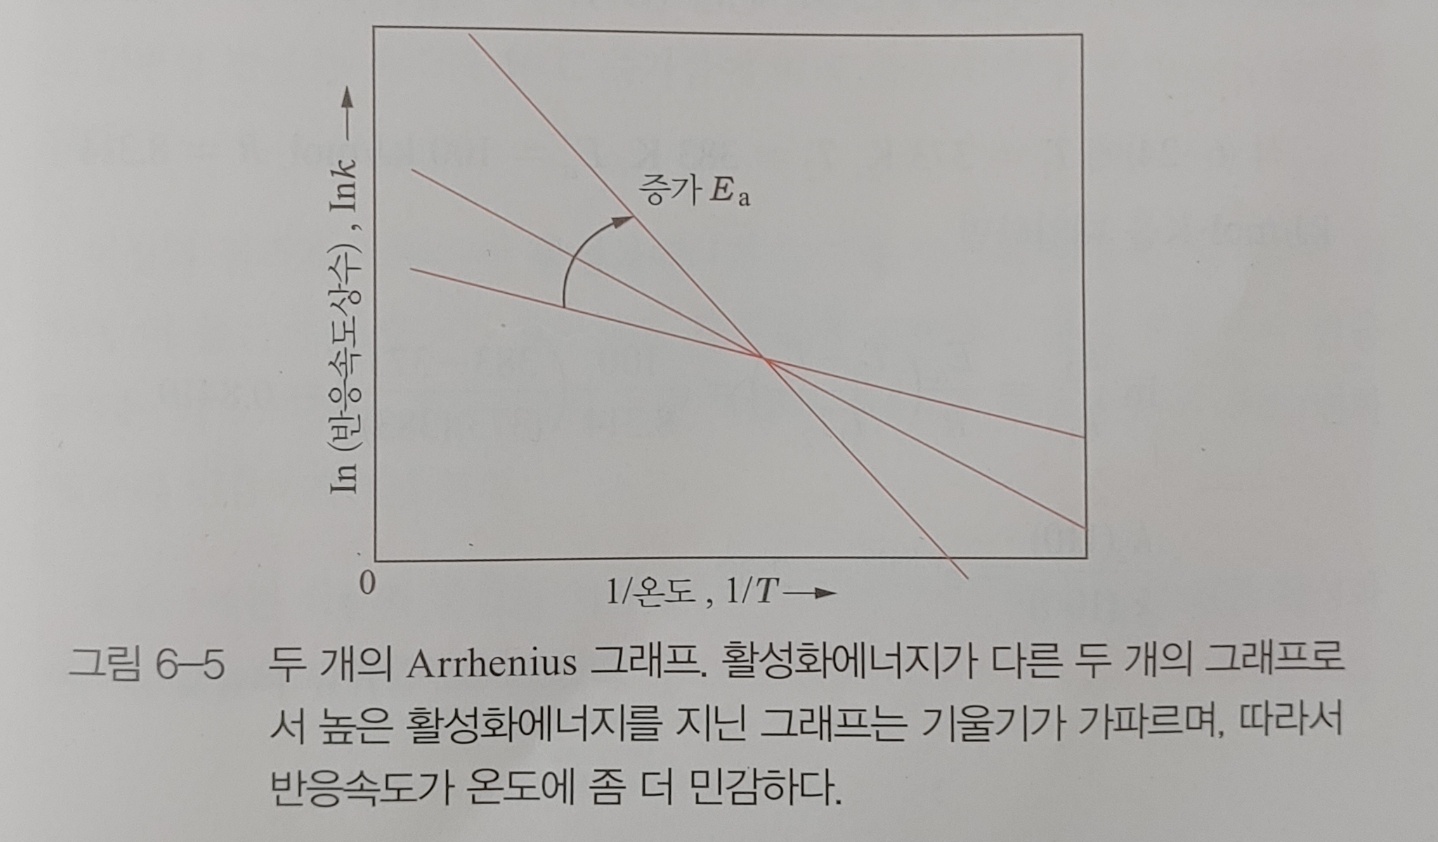 ln (반응속도상수), lnk
증가 Ea
0
1/온도, 1/T
그림 6-5 두 개의 Arrhenius 그래프. 활성화에너지가 다른 두 개의 그래프로
서 높은 활성화에너지를 지닌 그래프는 기울기가 가파르며, 따라서
반응속도가 온도에 좀 더 민감하다.